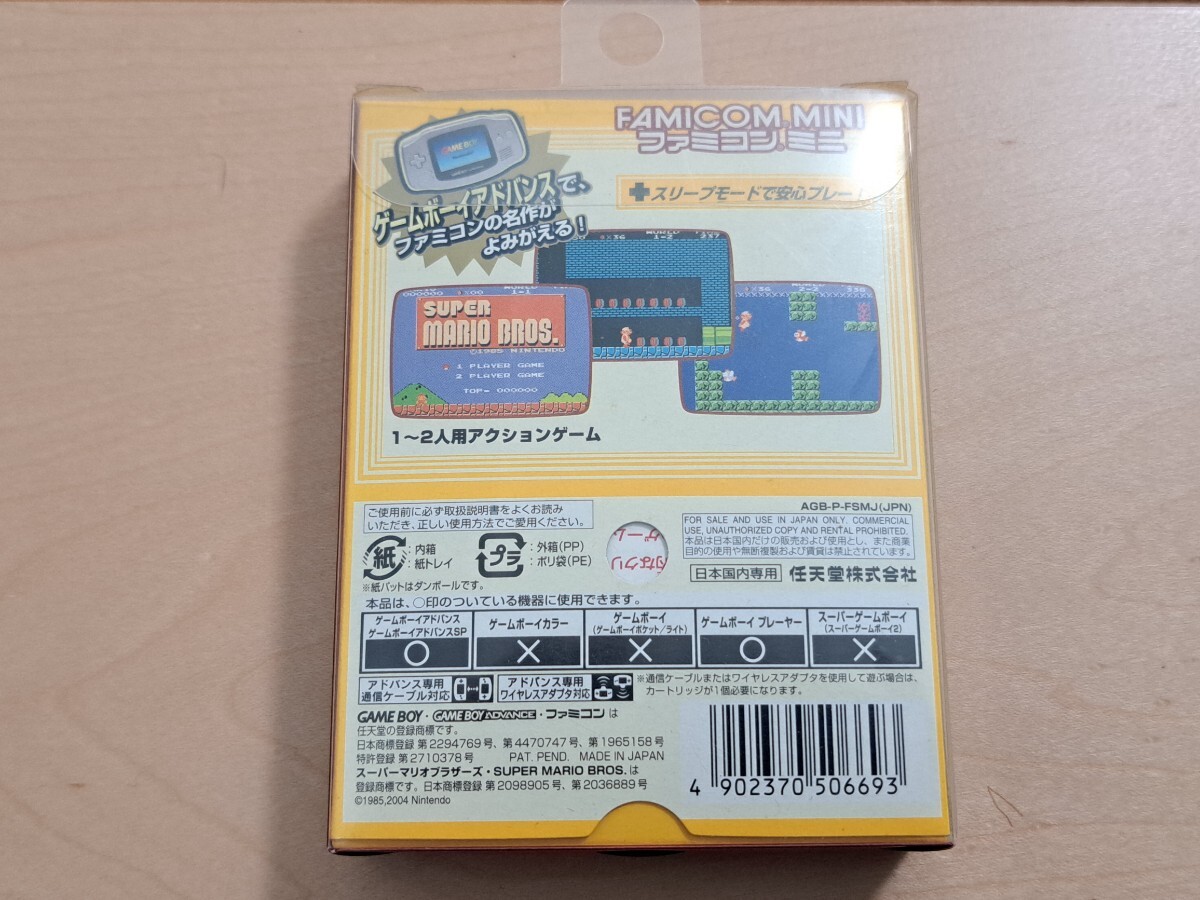 FAMICOM MINI
ファミコン ミニ
GAME BOY
ゲームボーイアドバンスで、
ファミコンの名作が
よみがえる！
スリープモードで安心プレー！
WORLD
1-2
237
2-2
330
000000
1-1
SUPER
MARIO BROS.
©1985 NINTENDO
1 PLAYER GAME
2 PLAYER GAME
TOP- 000000
1〜2人用アクションゲーム
ご使用前に必ず取扱説明書をよくお読み
いただき、正しい使用方法でご愛用ください。
AGB-P-FSMJ(JPN)
FOR SALE AND USE IN JAPAN ONLY. COMMERCIAL
USE, UNAUTHORIZED COPY AND RENTAL PROHIBITED.
本品は日本国内だけの販売および使用とし、また商業
目的の使用や無断複製および賃貸は禁止されています。
紙
：内箱
：紙トレイ
プラ
：外箱(PP)
：ポリ袋(PE)
※紙パットはダンボールです。
日本国内専用
任天堂株式会社
本品は、○印のついている機器に使用できます。
ゲームボーイアドバンス
ゲームボーイアドバンスSP
○
ゲームボーイカラー
×
ゲームボーイ
(ゲームボーイポケット/ライト)
×
ゲームボーイ プレーヤー
○
スーパーゲームボーイ
(スーパーゲームボーイ2)
×
アドバンス専用
通信ケーブル対応
アドバンス専用
ワイヤレスアダプタ対応
※通信ケーブルまたはワイヤレスアダプタを使用して遊ぶ場合は、
カートリッジが1個必要になります。
GAME BOY・GAME BOY ADVANCE・ファミコン は
任天堂の登録商標です。
日本商標登録 第2294769号、第4470747号、第1965158号
特許登録 第2710378号 PAT. PEND. MADE IN JAPAN
スーパーマリオブラザーズ・SUPER MARIO BROS. は
登録商標です。日本商標登録 第2098905号、第2036889号
©1985,2004 Nintendo
4 902370 506693